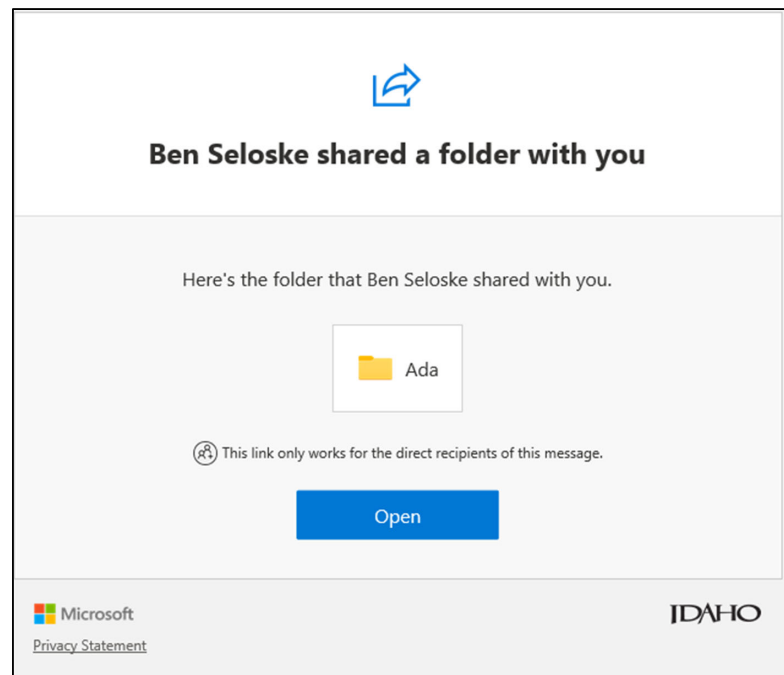 Ben Seloske shared a folder with you
Here's the folder that Ben Seloske shared with you.
Ada
This link only works for the direct recipients of this message.
Open
Microsoft
IDAHO
Privacy Statement